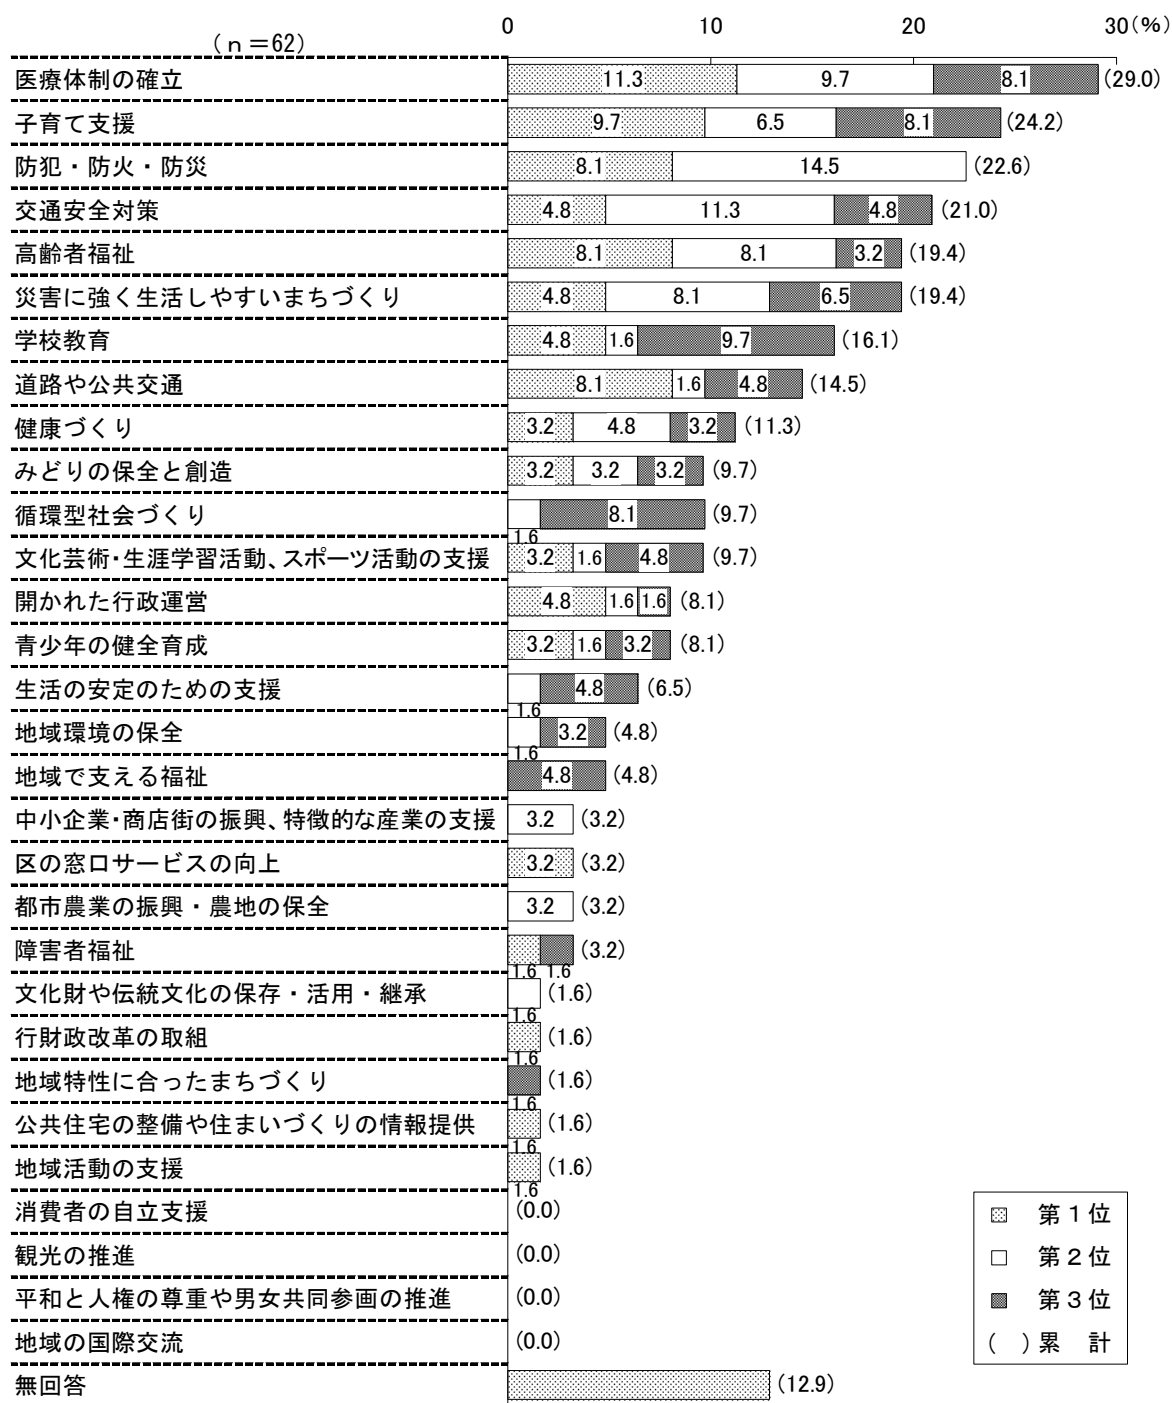 0 10 20 30(%)
(n=62)
医療体制の確立 11.3 9.7 8.1 (29.0)
子育て支援 9.7 6.5 8.1 (24.2)
防犯・防火・防災 8.1 14.5 (22.6)
交通安全対策 4.8 11.3 4.8 (21.0)
高齢者福祉 8.1 8.1 3.2 (19.4)
災害に強く生活しやすいまちづくり 4.8 8.1 6.5 (19.4)
学校教育 4.8 1.6 9.7 (16.1)
道路や公共交通 8.1 1.6 4.8 (14.5)
健康づくり 3.2 4.8 3.2 (11.3)
みどりの保全と創造 3.2 3.2 3.2 (9.7)
循環型社会づくり 8.1 (9.7)
1.6
文化芸術・生涯学習活動、スポーツ活動の支援 3.2 1.6 4.8 (9.7)
開かれた行政運営 4.8 1.6 1.6 (8.1)
青少年の健全育成 3.2 1.6 3.2 (8.1)
生活の安定のための支援 4.8 (6.5)
1.6
地域環境の保全 3.2 (4.8)
1.6
地域で支える福祉 4.8 (4.8)
中小企業・商店街の振興、特徴的な産業の支援 3.2 (3.2)
区の窓口サービスの向上 3.2 (3.2)
都市農業の振興・農地の保全 3.2 (3.2)
障害者福祉 (3.2)
1.6 1.6
文化財や伝統文化の保存・活用・継承 (1.6)
1.6
行財政改革の取組 (1.6)
1.6
地域特性に合ったまちづくり (1.6)
1.6
公共住宅の整備や住まいづくりの情報提供 (1.6)
1.6
地域活動の支援 (1.6)
1.6
消費者の自立支援 (0.0)
観光の推進 (0.0)
平和と人権の尊重や男女共同参画の推進 (0.0)
地域の国際交流 (0.0)
無回答 (12.9)
第1位
第2位
第3位
( )累 計